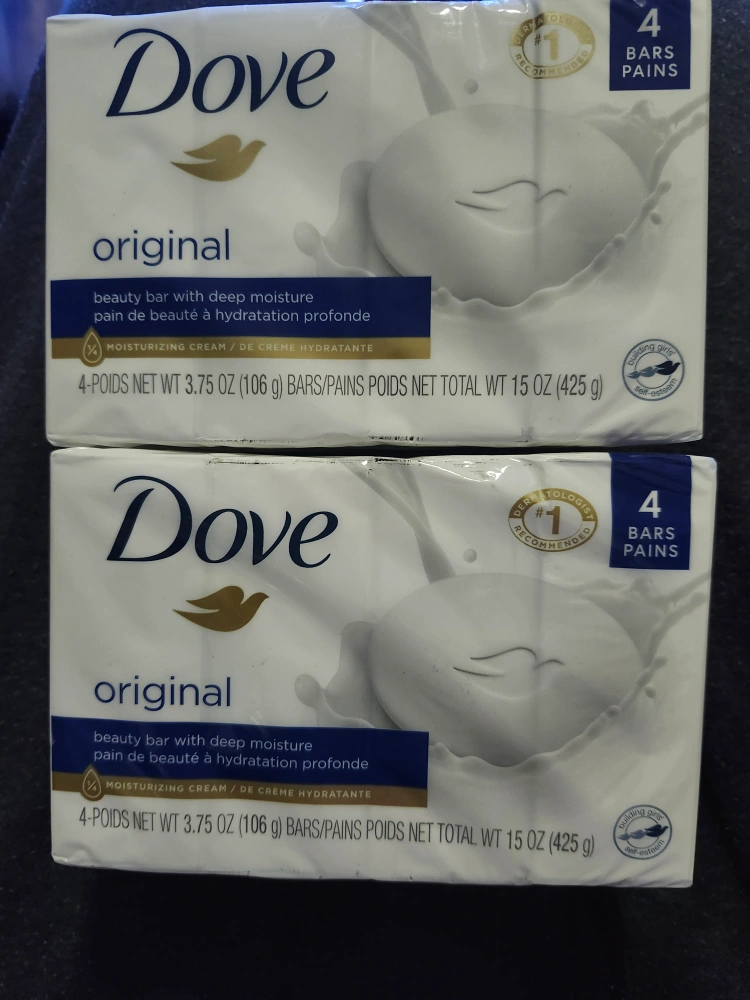 Dove
DERMATOLOGIST
#1
RECOMMENDED
4
BARS
PAINS
original
beauty bar with deep moisture
pain de beauté à hydratation profonde
¼ MOISTURIZING CREAM / DE CRÈME HYDRATANTE
4-POIDS NET WT 3.75 OZ (106 g) BARS/PAINS POIDS NET TOTAL WT 15 OZ (425 g)
building girls'
self-esteem
Dove
DERMATOLOGIST
#1
RECOMMENDED
4
BARS
PAINS
original
beauty bar with deep moisture
pain de beauté à hydratation profonde
¼ MOISTURIZING CREAM / DE CRÈME HYDRATANTE
4-POIDS NET WT 3.75 OZ (106 g) BARS/PAINS POIDS NET TOTAL WT 15 OZ (425 g)
building girls'
self-esteem